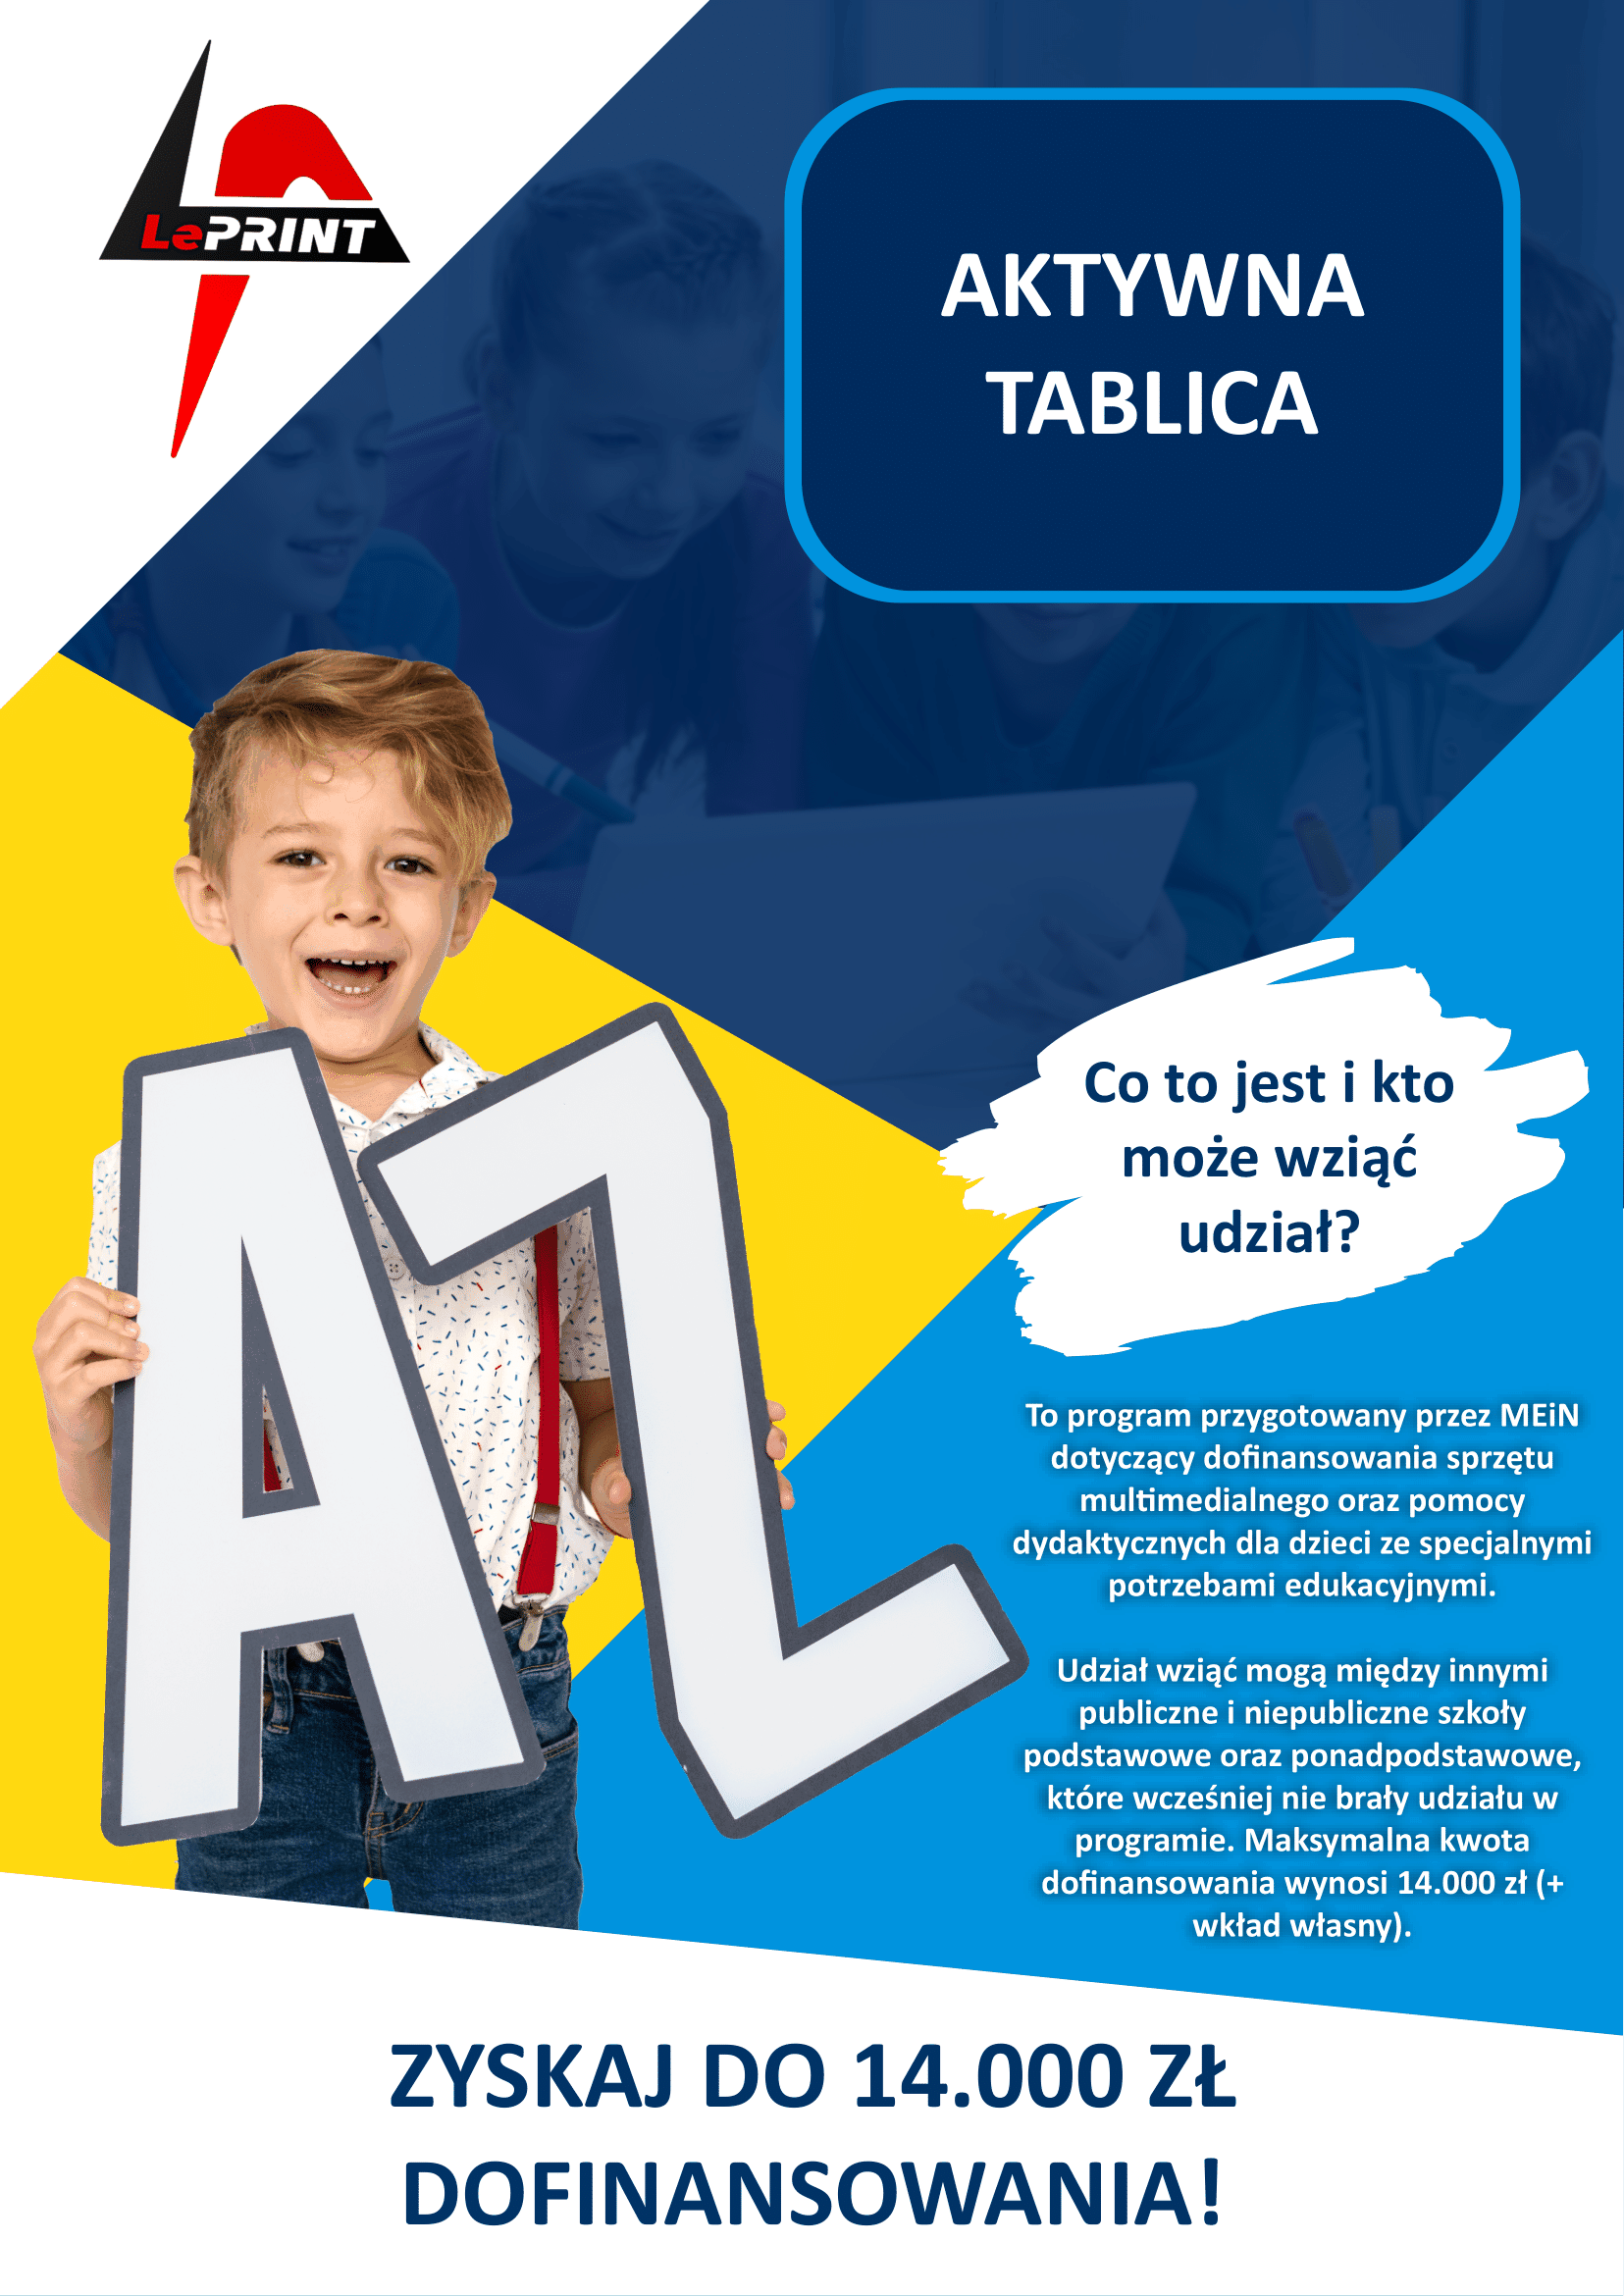 LePRINT
AKTYWNA
TABLICA
Co to jest i kto
może wziąć
udział?
To program przygotowany przez MEiN
dotyczący dofinansowania sprzętu
multimedialnego oraz pomocy
dydaktycznych dla dzieci ze specjalnymi
potrzebami edukacyjnymi.
Udział wziąć mogą między innymi
publiczne i niepubliczne szkoły
podstawowe oraz ponadpodstawowe,
które wcześniej nie brały udziału w
programie. Maksymalna kwota
dofinansowania wynosi 14.000 zł (+
wkład własny).
AZ
ZYSKAJ DO 14.000 ZŁ
DOFINANSOWANIA!